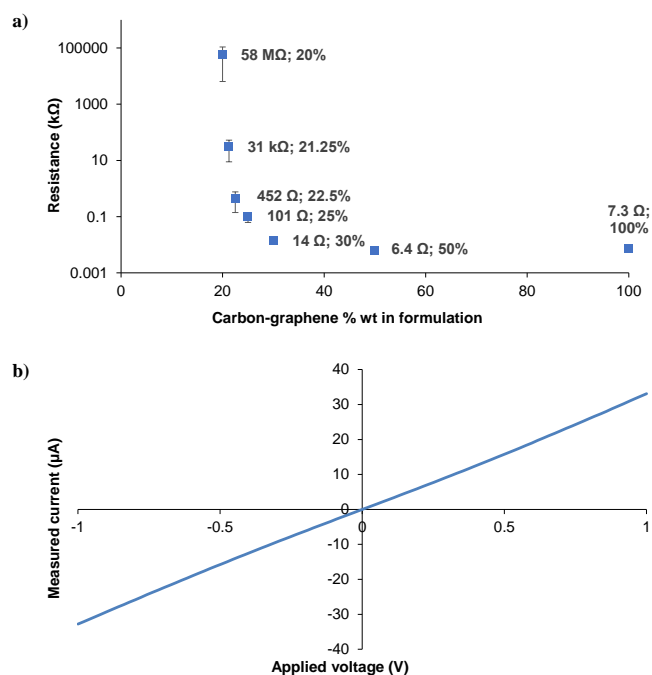 a)
100000
1000
10
0.1
0.001
Resistance (kΩ)
58 MΩ; 20%
31 kΩ; 21.25%
452 Ω; 22.5%
101 Ω; 25%
14 Ω; 30%
6.4 Ω; 50%
7.3 Ω;
100%
0
20
40
60
80
100
Carbon-graphene % wt in formulation
b)
40
30
20
10
0
-10
-20
-30
-40
Measured current (µA)
-1
-0.5
0
0.5
1
Applied voltage (V)